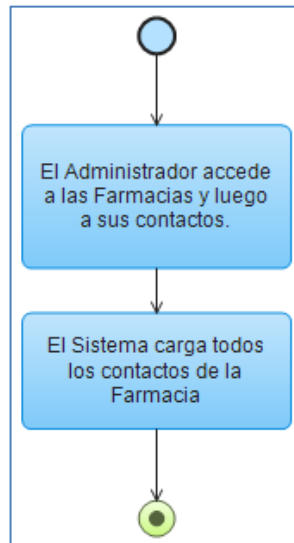 El Administrador accede
a las Farmacias y luego
a sus contactos.
El Sistema carga todos
los contactos de la
Farmacia